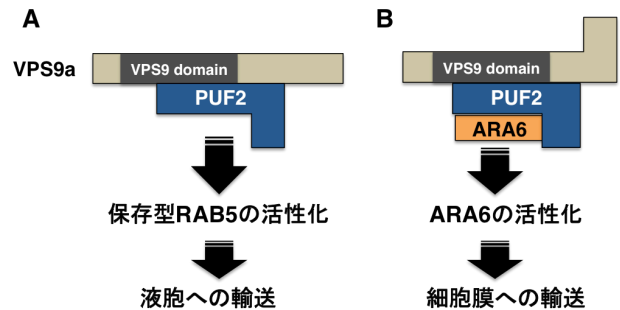 A
B
VPS9a
VPS9 domain
VPS9 domain
PUF2
PUF2
ARA6
保存型RAB5の活性化
ARA6の活性化
液胞への輸送
細胞膜への輸送